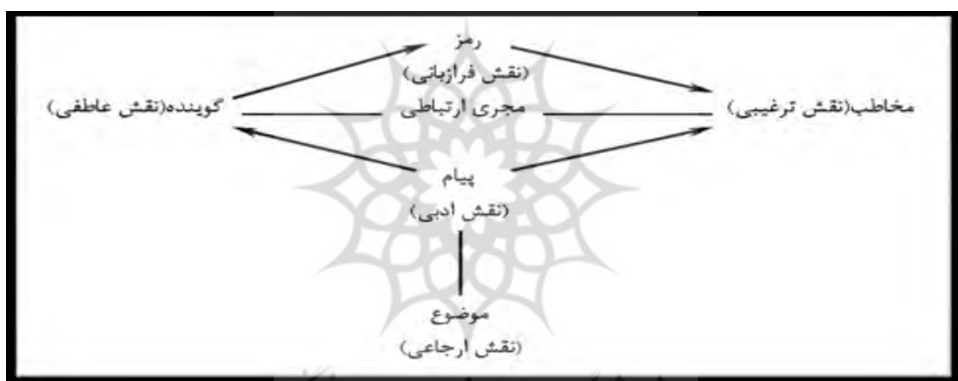 رمز
(نقش فرازبانی)
گوینده(نقش عاطفی) مجری ارتباطی مخاطب(نقش ترغیبی)
پیام
(نقش ادبی)
موضوع
(نقش ارجاعی)